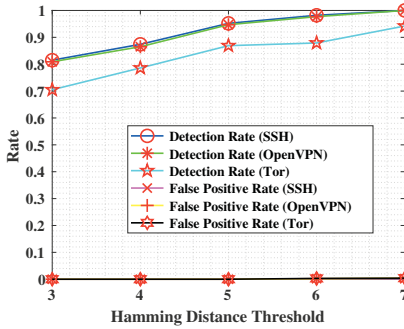 1
0.9
0.8
0.7
0.6
0.5
0.4
0.3
0.2
0.1
0
Rate
Detection Rate (SSH)
Detection Rate (OpenVPN)
Detection Rate (Tor)
False Positive Rate (SSH)
False Positive Rate (OpenVPN)
False Positive Rate (Tor)
3 4 5 6 7
Hamming Distance Threshold